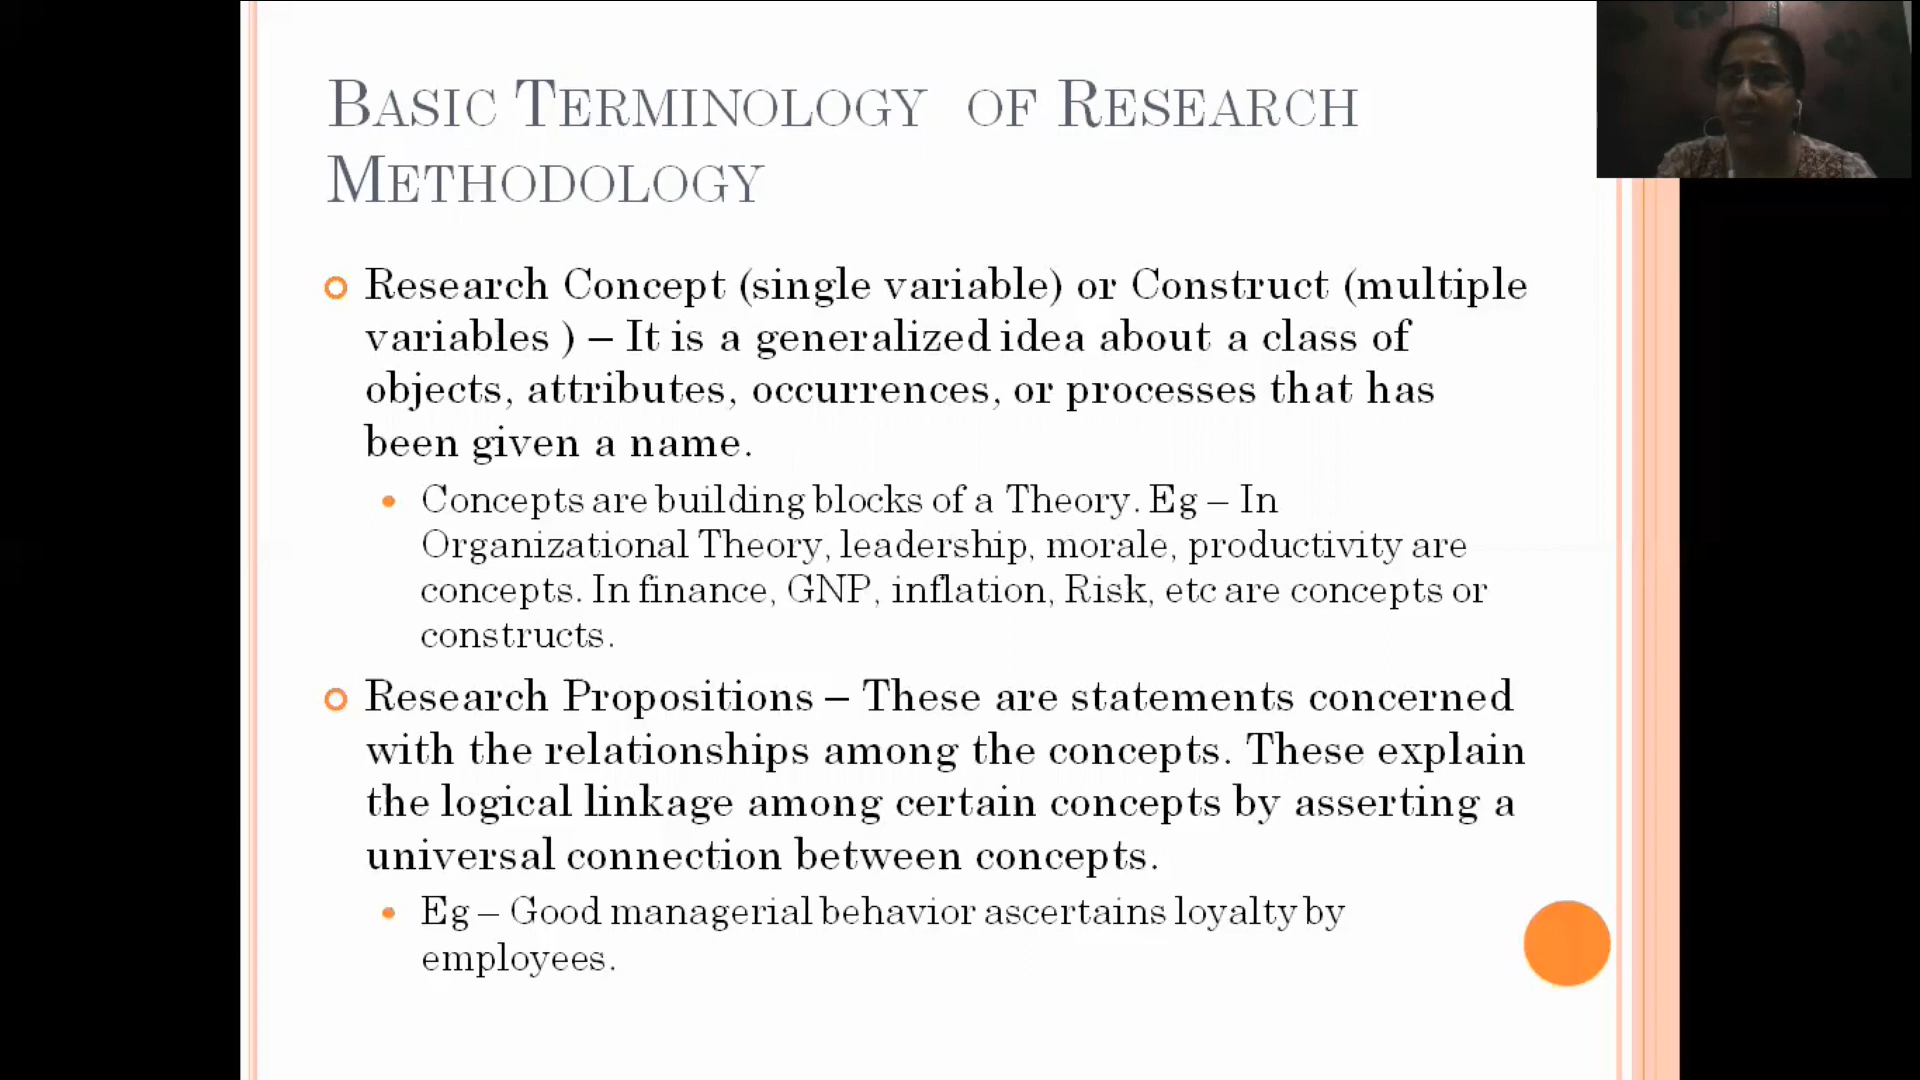 BASIC TERMINOLOGY OF RESEARCH
METHODOLOGY
Research Concept (single variable) or Construct (multiple
variables ) – It is a generalized idea about a class of
objects, attributes, occurrences, or processes that has
been given a name.
Concepts are building blocks of a Theory. Eg – In
Organizational Theory, leadership, morale, productivity are
concepts. In finance, GNP, inflation, Risk, etc are concepts or
constructs.
Research Propositions – These are statements concerned
with the relationships among the concepts. These explain
the logical linkage among certain concepts by asserting a
universal connection between concepts.
Eg – Good managerial behavior ascertains loyalty by
employees.